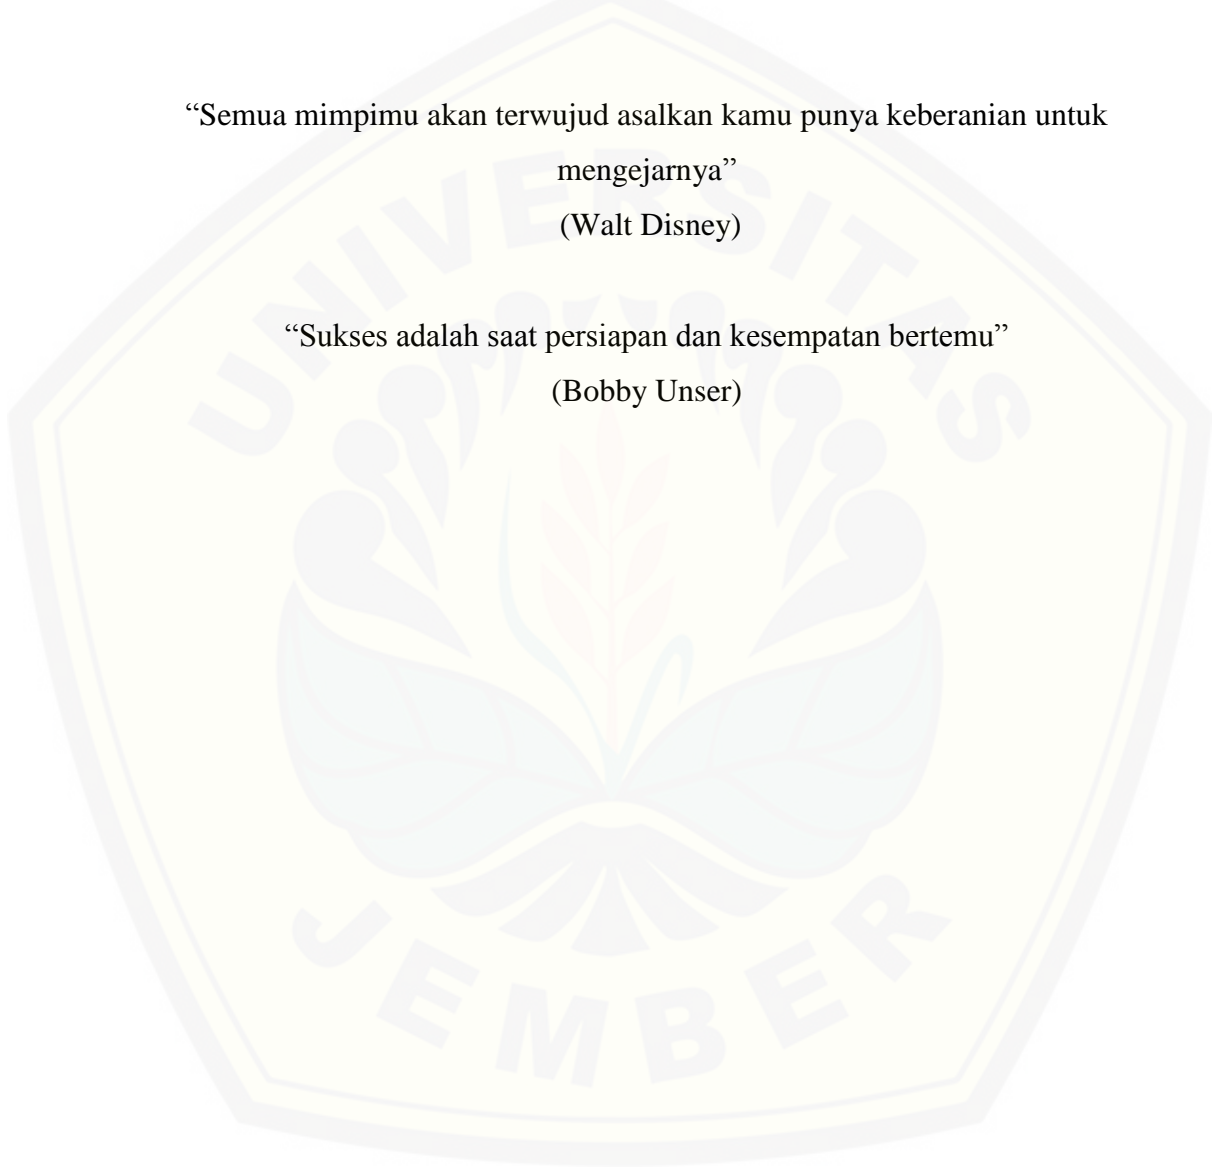 “Semua mimpimu akan terwujud asalkan kamu punya keberanian untuk
mengejarnya”
(Walt Disney)
“Sukses adalah saat persiapan dan kesempatan bertemu”
(Bobby Unser)
UNIVERSITAS
JEMBER